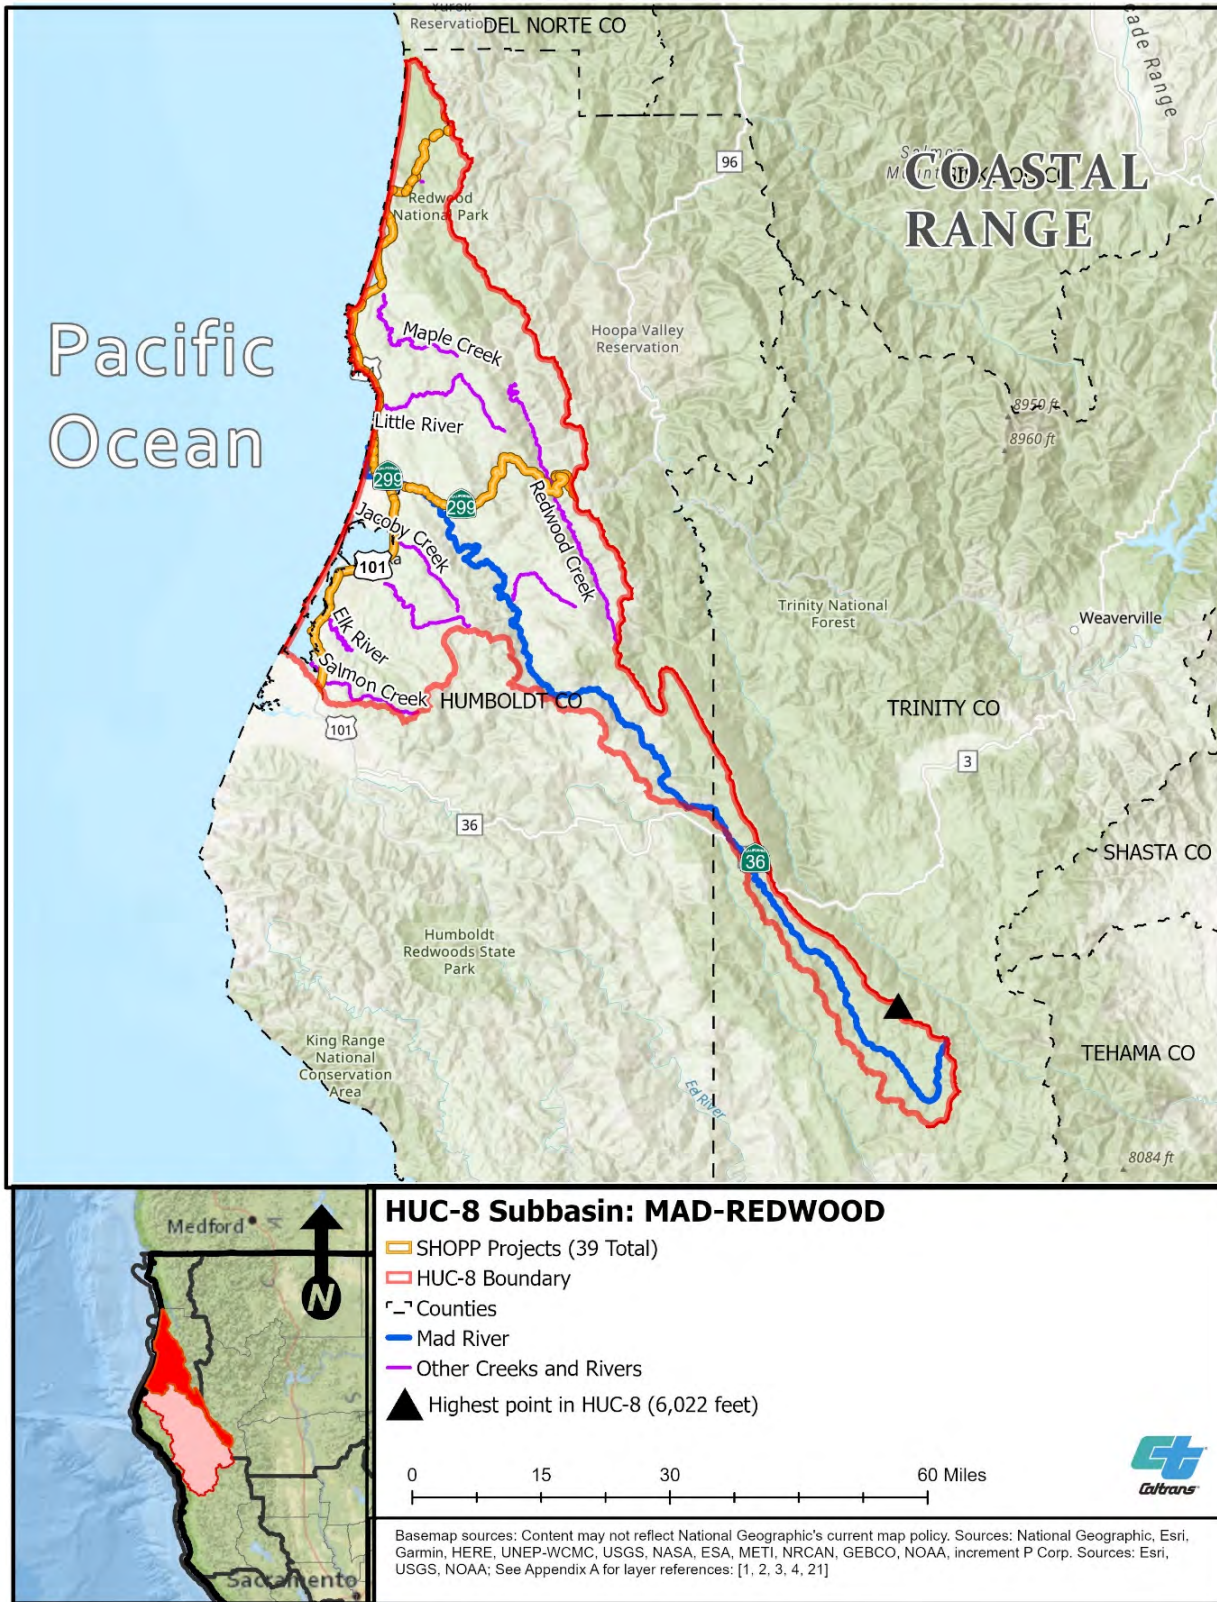 Yurok
Reservation
DEL NORTE CO
cade Range
96
Salmon
COASTAL
RANGE
Redwood
National Park
Pacific
Ocean
Maple Creek
Hoopa Valley
Reservation
8950 ft
8960 ft
Little River
299
299
Redwood Creek
Jacoby Creek
101
a
Trinity National
Forest
Weaverville
Elk River
Salmon Creek
HUMBOLDT CO
TRINITY CO
101
3
36
36
SHASTA CO
Humboldt
Redwoods State
Park
King Range
National
Conservation
Area
TEHAMA CO
Eel River
8084 ft
Medford
N
Sacramento
HUC-8 Subbasin: MAD-REDWOOD
SHOPP Projects (39 Total)
HUC-8 Boundary
Counties
Mad River
Other Creeks and Rivers
Highest point in HUC-8 (6,022 feet)
0 15 30 60 Miles
ct
Caltrans
Basemap sources: Content may not reflect National Geographic's current map policy. Sources: National Geographic, Esri,
Garmin, HERE, UNEP-WCMC, USGS, NASA, ESA, METI, NRCAN, GEBCO, NOAA, increment P Corp. Sources: Esri,
USGS, NOAA; See Appendix A for layer references: [1, 2, 3, 4, 21]